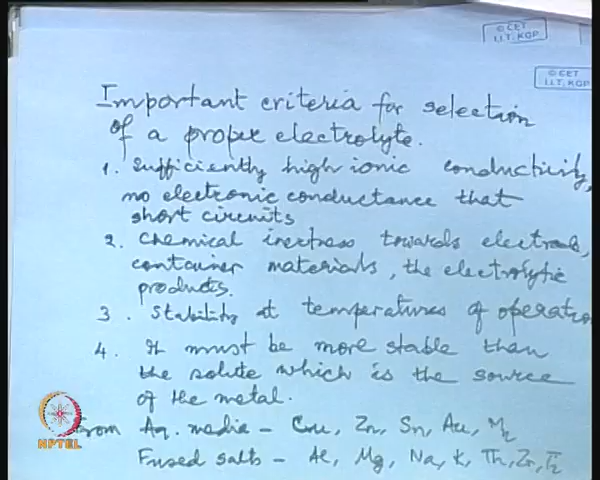 © CET
I.I.T. KGP
© CET
I.I.T. KGP
Important criteria for selection
of a proper electrolyte.
1. Sufficiently high ionic conductivity,
no electronic conductance that
short circuits
2. Chemical inertness towards electrode,
container materials, the electrolytic
products.
3. Stability at temperatures of operation
4. It must be more stable than
the solute which is the source
of the metal.
From Aq. media - Cu, Zn, Sn, Au,
Fused salts - Al, Mg, Na, K, Th, Zr, Ti
NPTEL